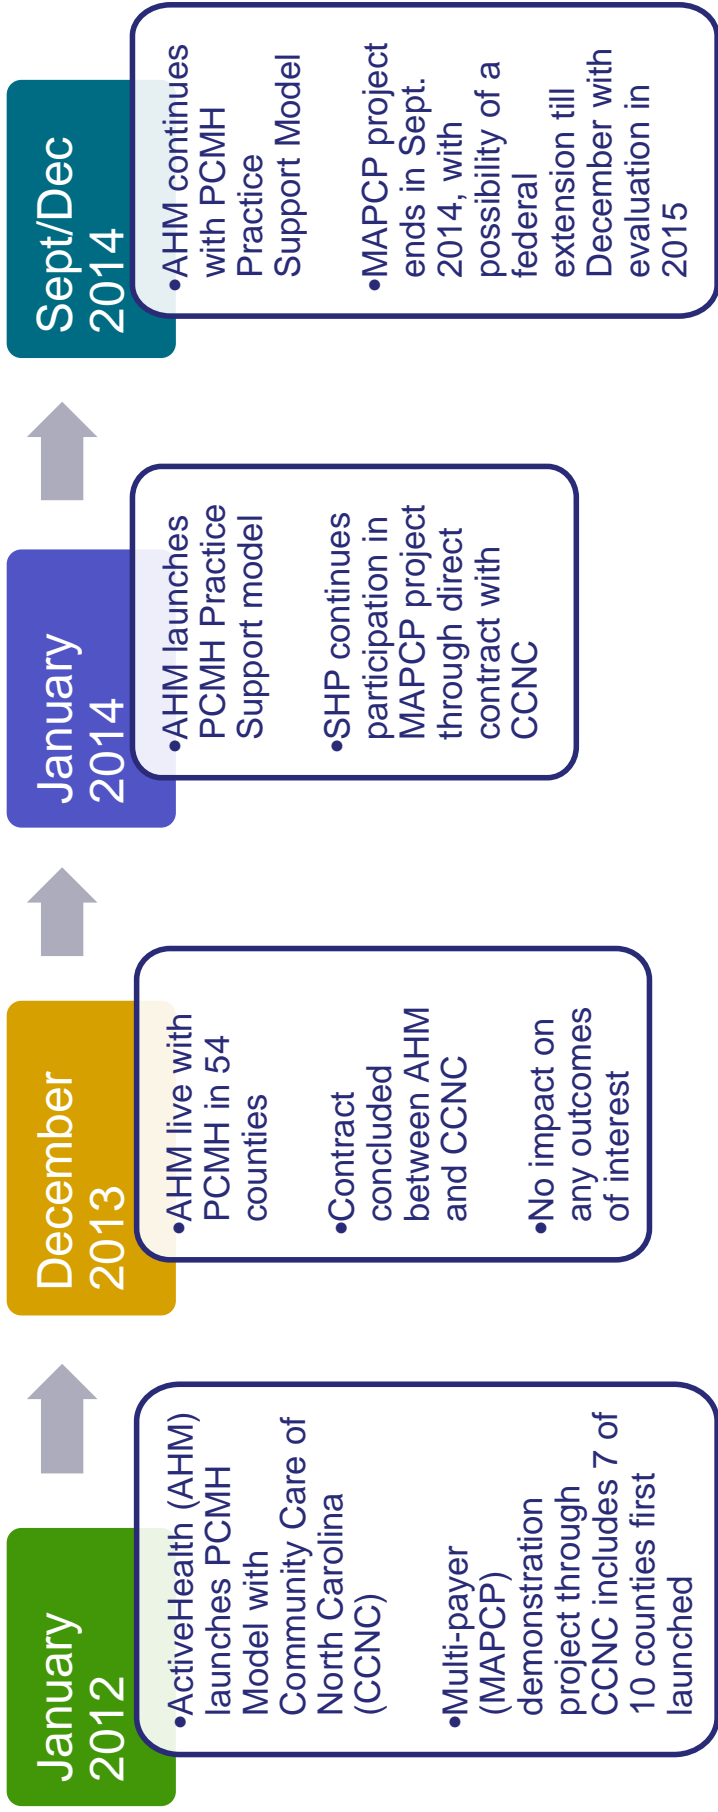 January
2012
•ActiveHealth (AHM)
launches PCMH
Model with
Community Care of
North Carolina
(CCNC)
•Multi-payer
(MAPCP)
demonstration
project through
CCNC includes 7 of
10 counties first
launched
December
2013
•AHM live with
PCMH in 54
counties
•Contract
concluded
between AHM
and CCNC
•No impact on
any outcomes
of interest
January
2014
•AHM launches
PCMH Practice
Support model
•SHP continues
participation in
MAPCP project
through direct
contract with
CCNC
Sept/Dec
2014
•AHM continues
with PCMH
Practice
Support Model
•MAPCP project
ends in Sept.
2014, with
possibility of a
federal
extension till
December with
evaluation in
2015